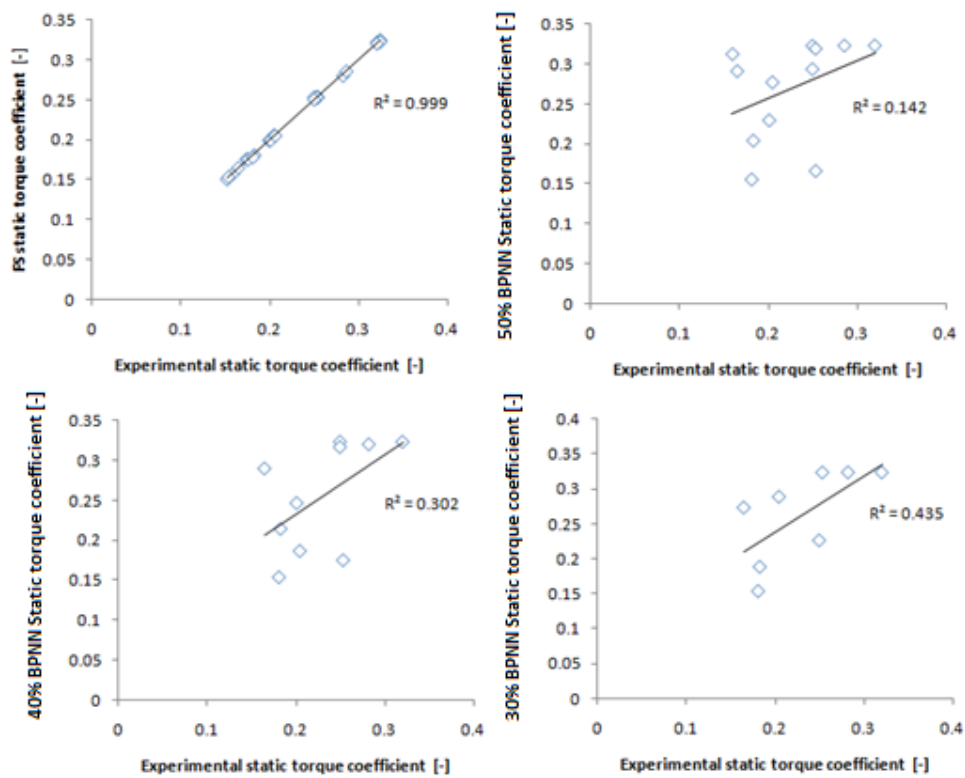 FS static torque coefficient [-]
0.35
0.3
0.25
0.2
0.15
0.1
0.05
0
R² = 0.999
0 0.1 0.2 0.3 0.4
Experimental static torque coefficient [-]
50% BPNN Static torque coefficient [-]
0.35
0.3
0.25
0.2
0.15
0.1
0.05
0
R² = 0.142
0 0.1 0.2 0.3 0.4
Experimental static torque coefficient [-]
40% BPNN Static torque coefficient [-]
0.35
0.3
0.25
0.2
0.15
0.1
0.05
0
R² = 0.302
0 0.1 0.2 0.3 0.4
Experimental static torque coefficient [-]
30% BPNN Static torque coefficient [-]
0.4
0.35
0.3
0.25
0.2
0.15
0.1
0.05
0
R² = 0.435
0 0.1 0.2 0.3 0.4
Experimental static torque coefficient [-]